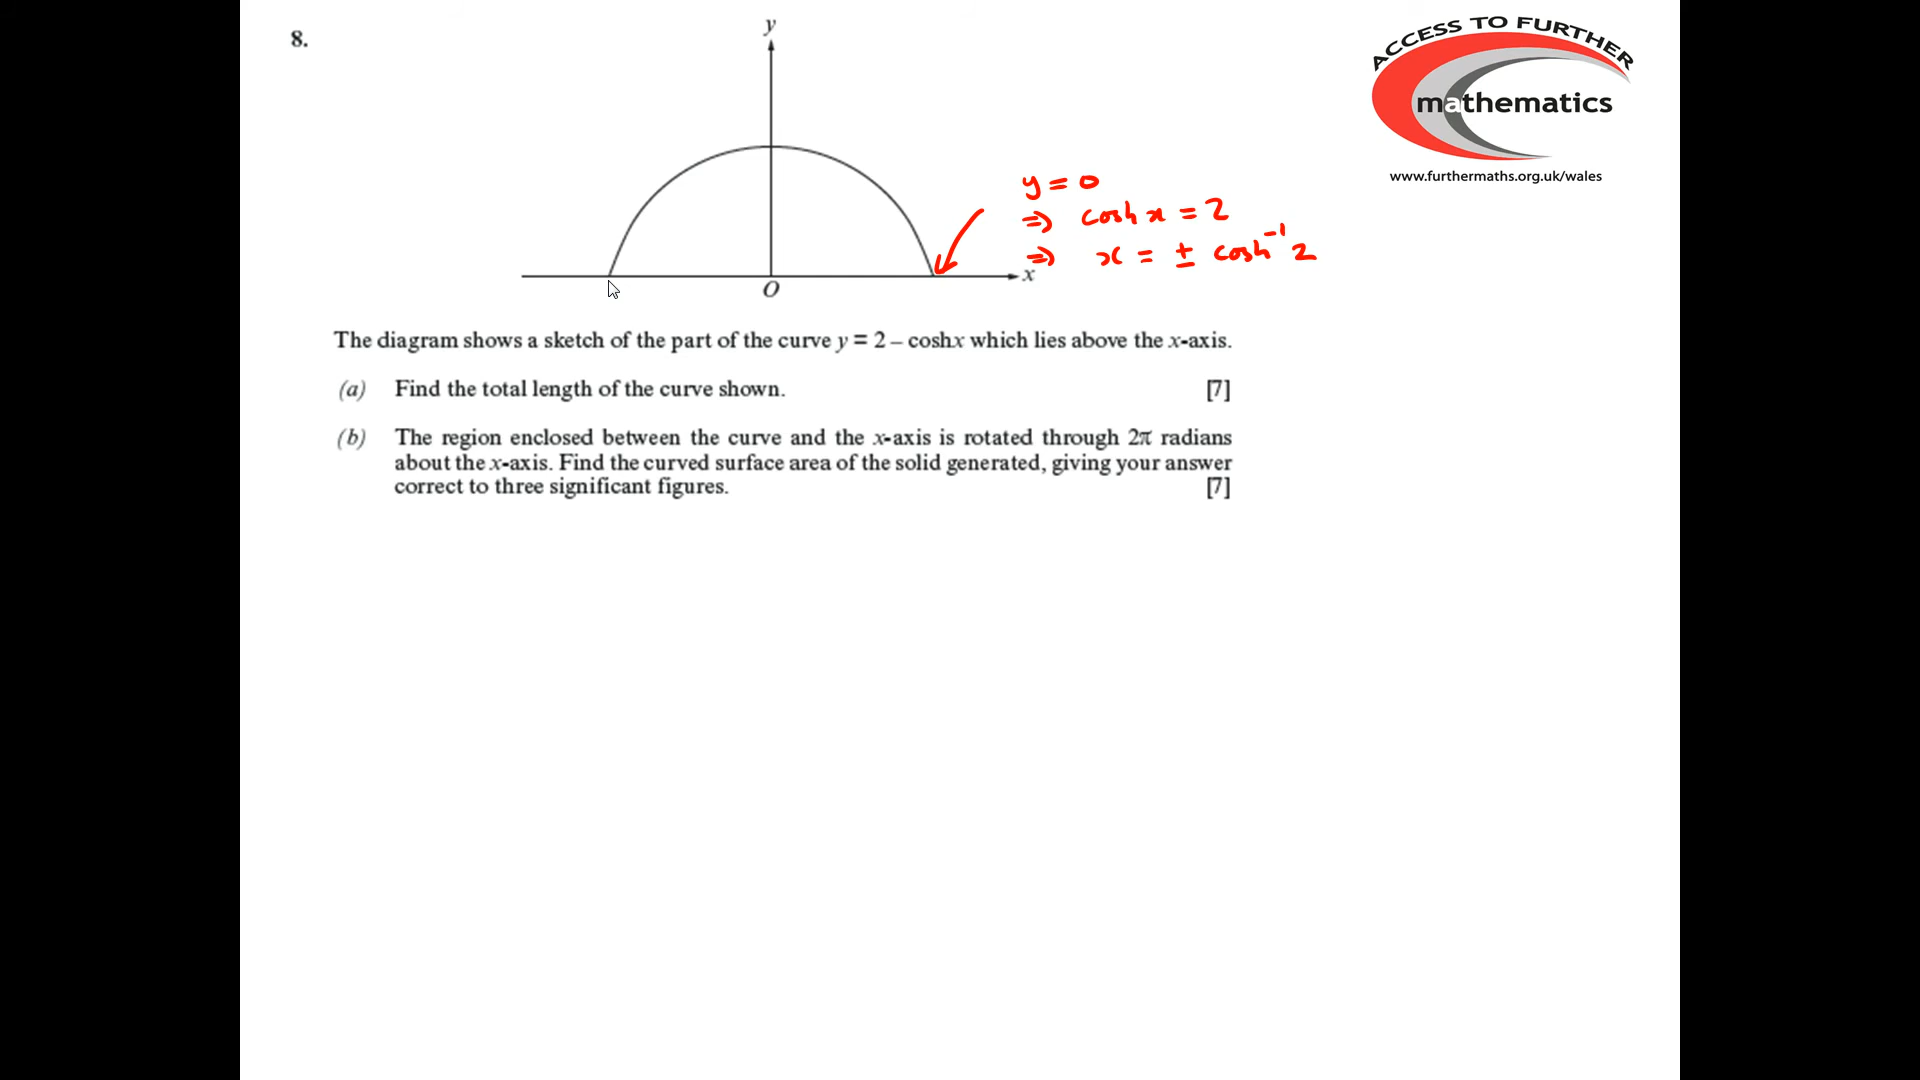 8.
y
ACCESS TO FURTHER
mathematics
www.furthermaths.org.uk/wales
y = 0
⇒ cosh x = 2
⇒ x = ± cosh⁻¹ 2
x
O
The diagram shows a sketch of the part of the curve y = 2 – coshx which lies above the x-axis.
(a) Find the total length of the curve shown. [7]
(b) The region enclosed between the curve and the x-axis is rotated through 2π radians
about the x-axis. Find the curved surface area of the solid generated, giving your answer
correct to three significant figures. [7]